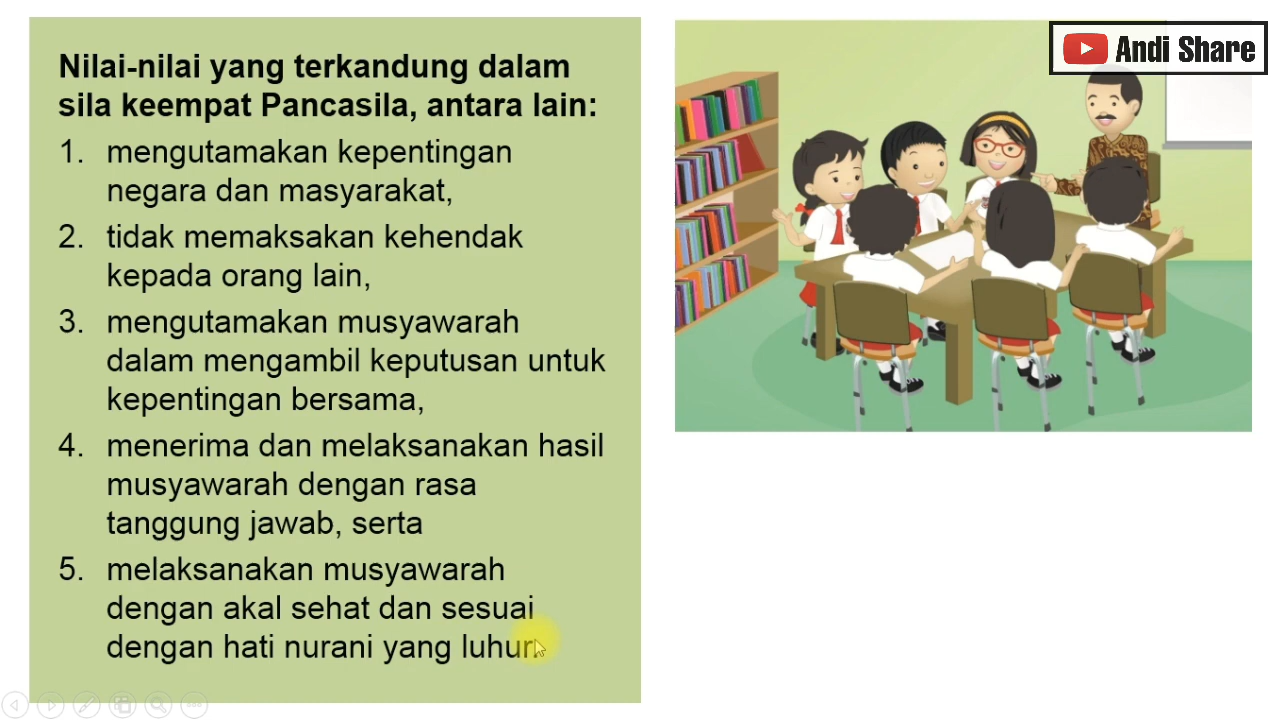 Nilai-nilai yang terkandung dalam
sila keempat Pancasila, antara lain:
1. mengutamakan kepentingan
negara dan masyarakat,
2. tidak memaksakan kehendak
kepada orang lain,
3. mengutamakan musyawarah
dalam mengambil keputusan untuk
kepentingan bersama,
4. menerima dan melaksanakan hasil
musyawarah dengan rasa
tanggung jawab, serta
5. melaksanakan musyawarah
dengan akal sehat dan sesuai
dengan hati nurani yang luhur.
Andi Share